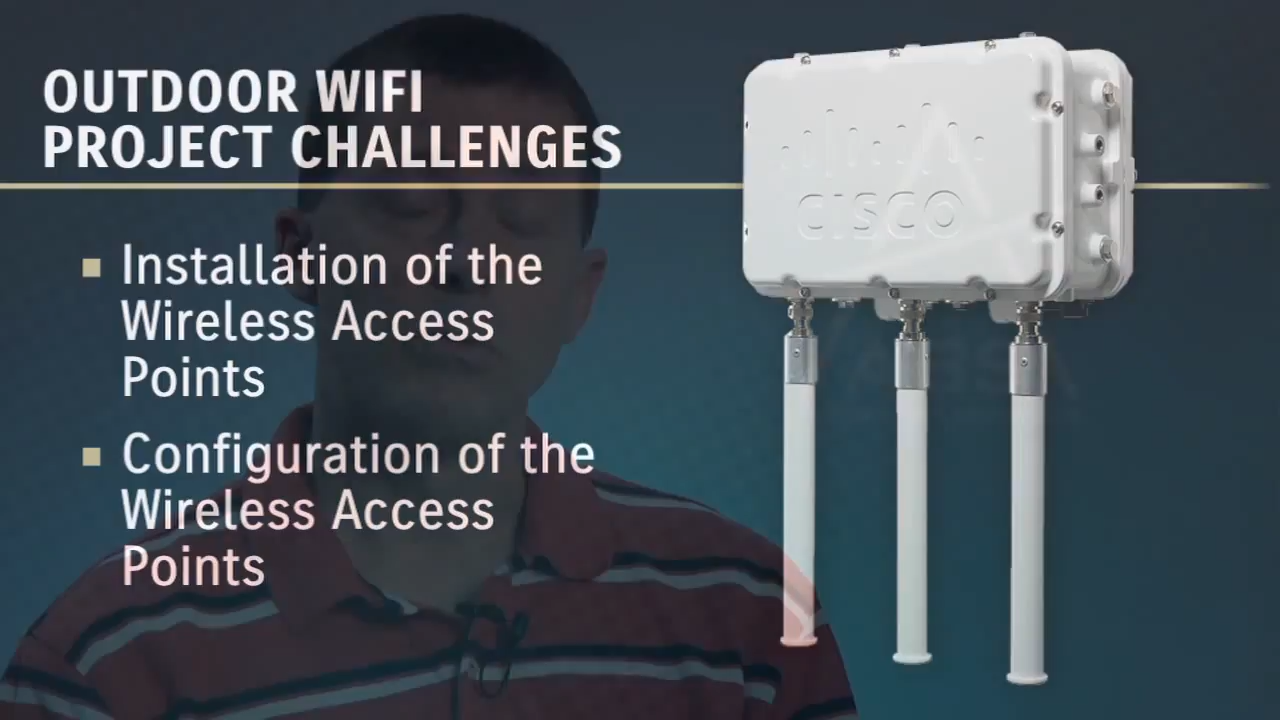 OUTDOOR WIFI
PROJECT CHALLENGES
Installation of the
Wireless Access
Points
Configuration of the
Wireless Access
Points
CISCO